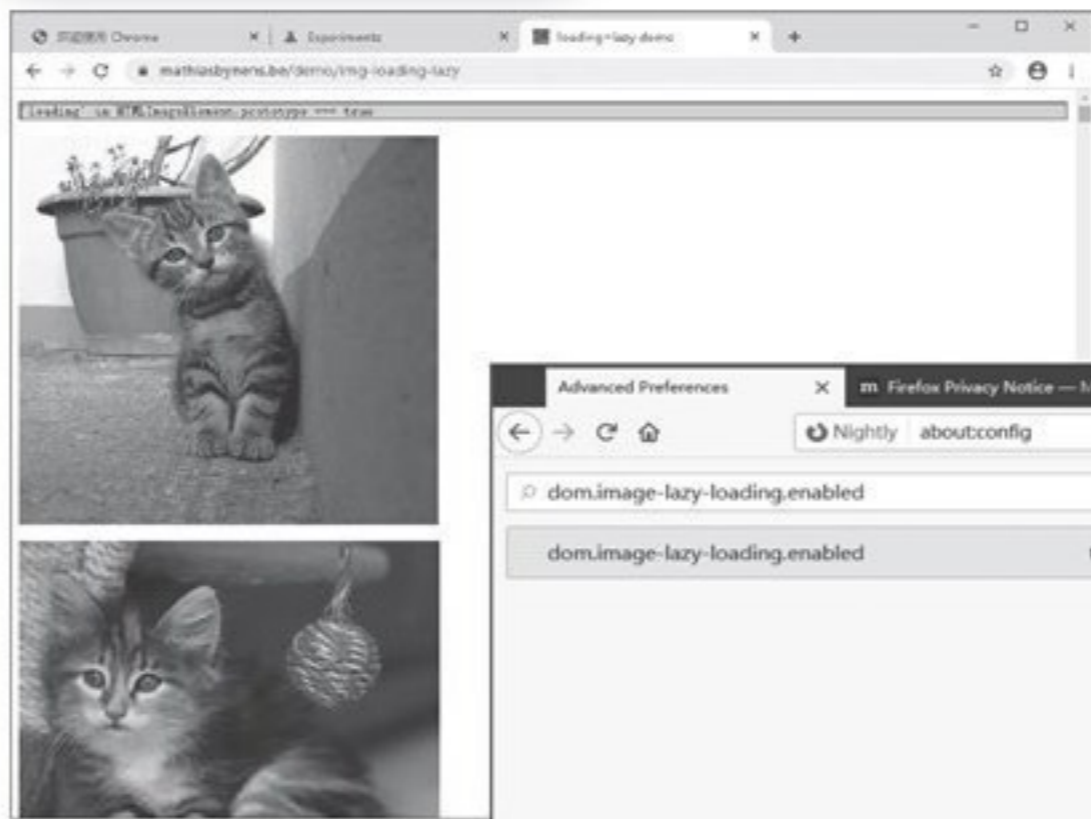 Chrome
Experiments
loading=lazy demo
mathiasbynens.be/demo/img-loading-lazy
'loading' in HTMLImageElement.prototype === true
Advanced Preferences
m Firefox Privacy Notice —
Nightly about:config
dom.image-lazy-loading.enabled
dom.image-lazy-loading.enabled